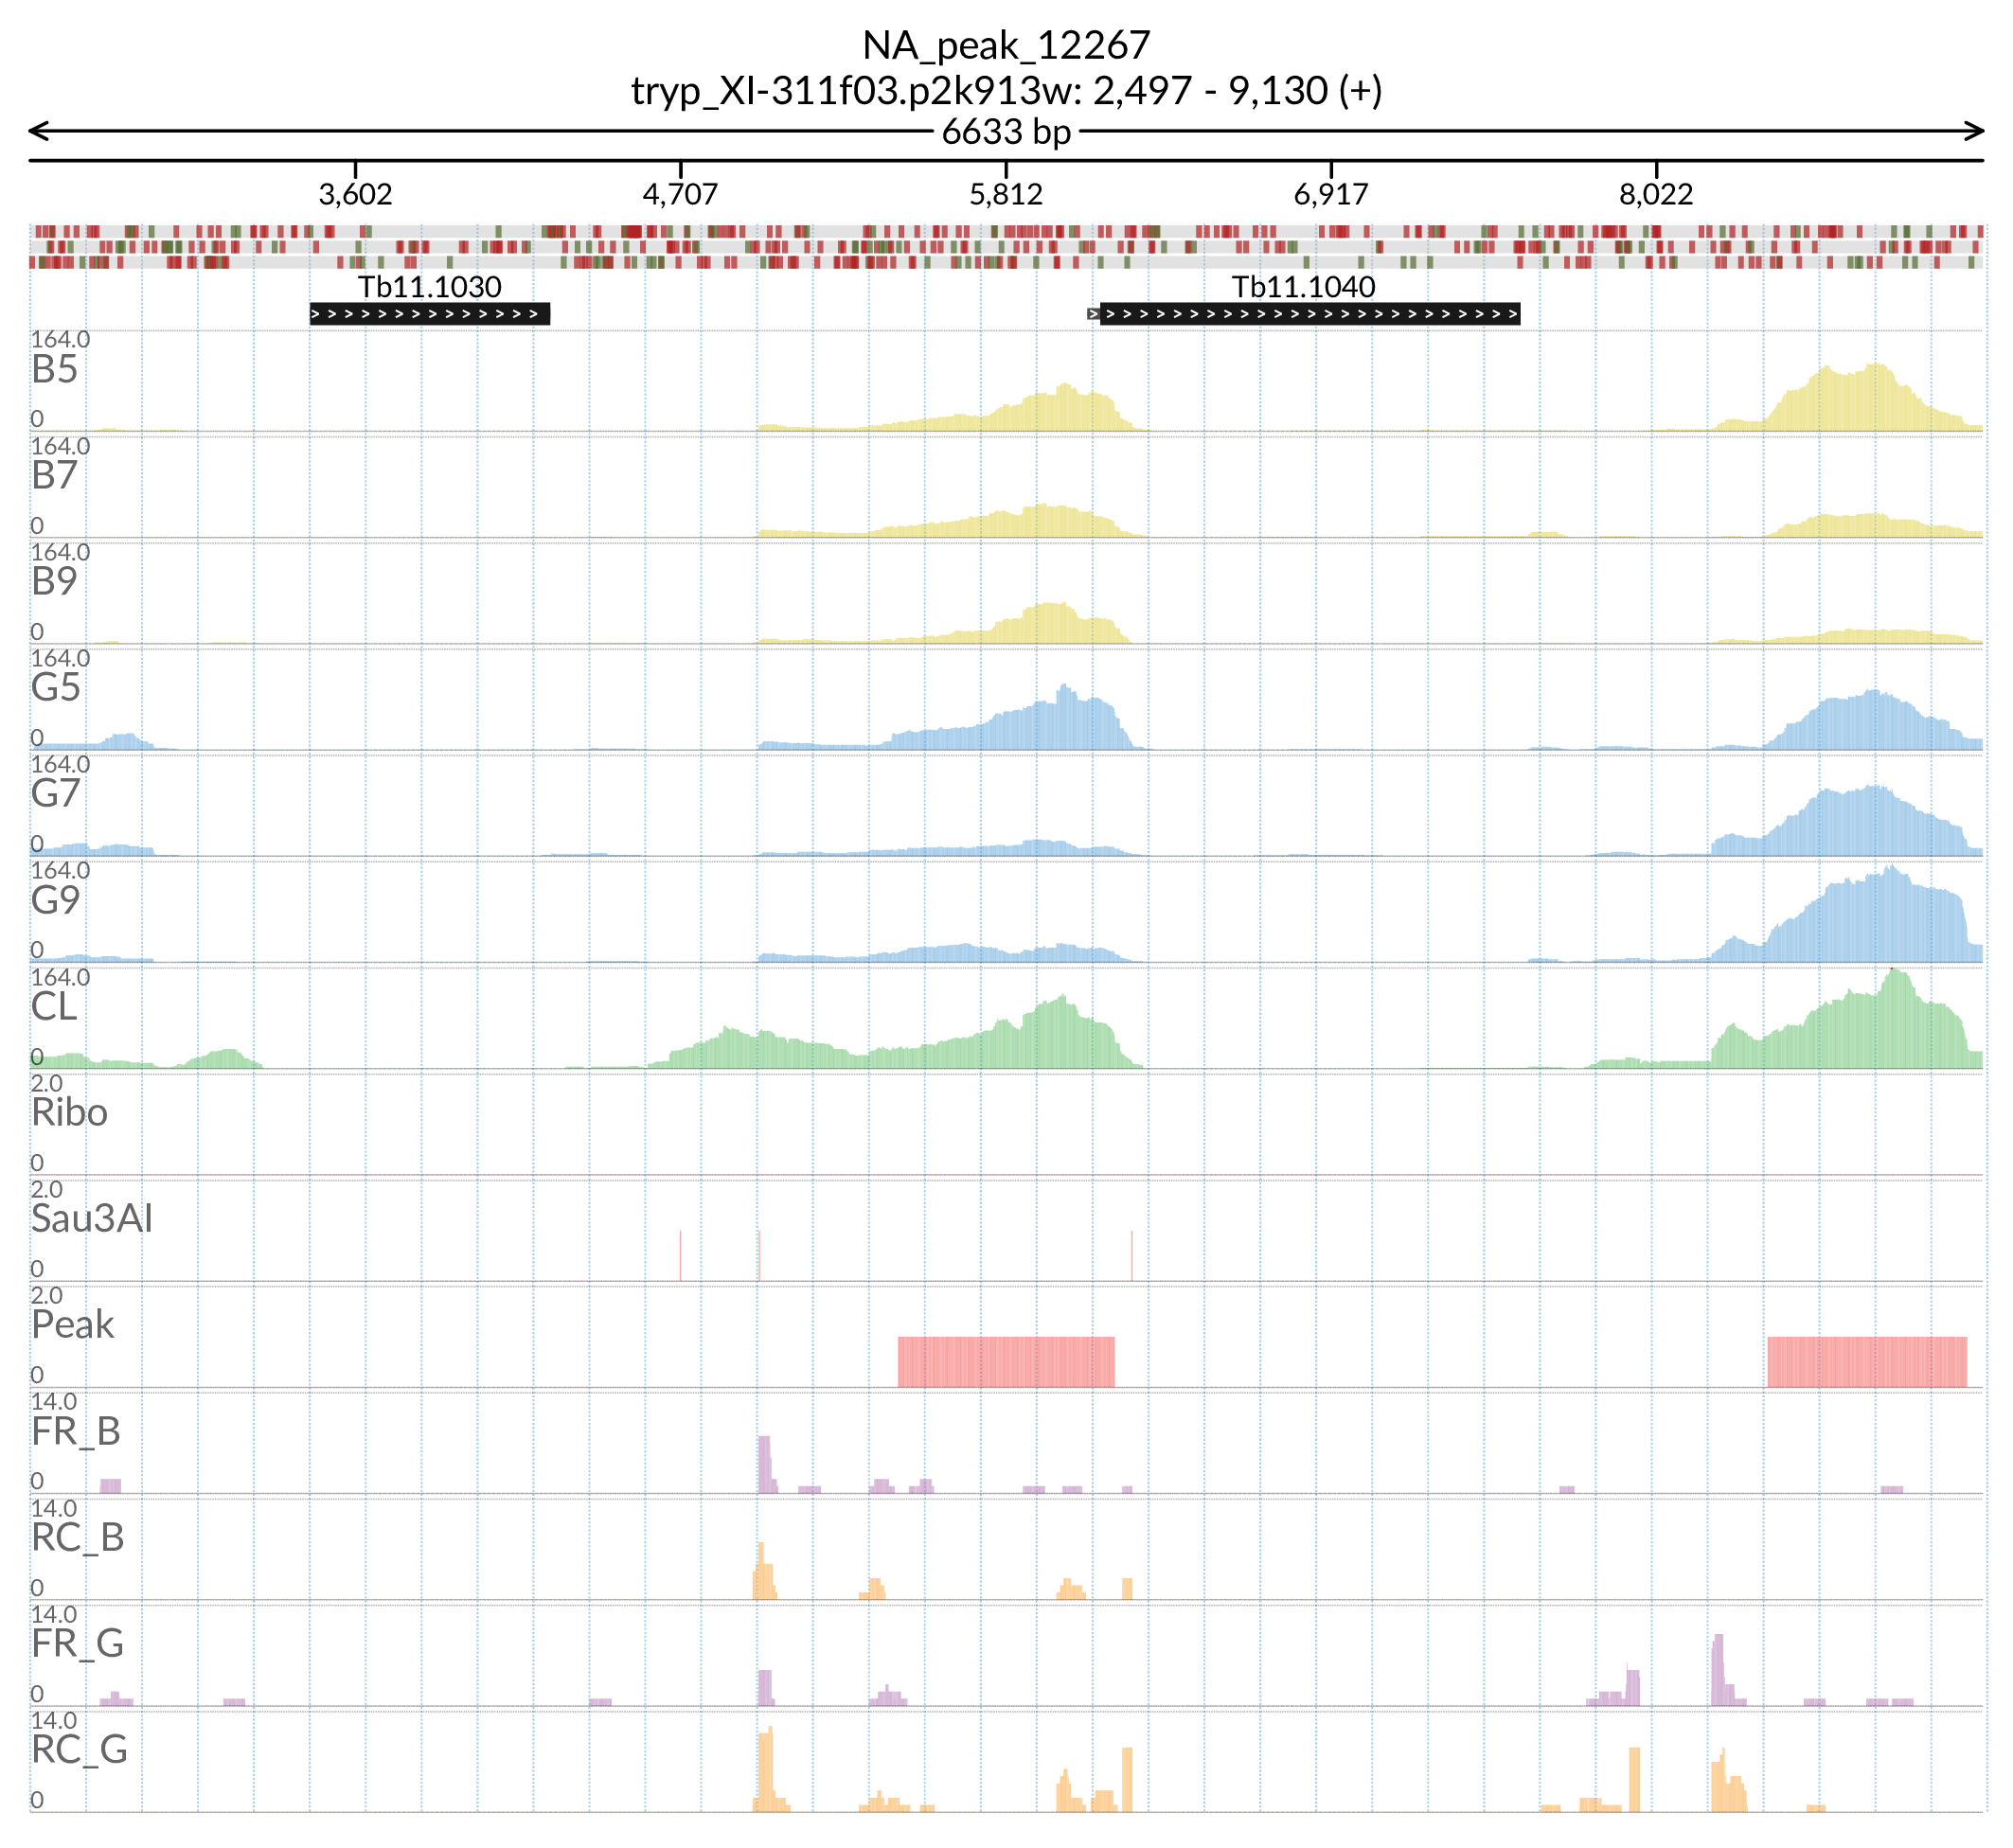 NA_peak_12267
tryp_XI-311f03.p2k913w: 2,497 - 9,130 (+)
6633 bp
3,602 4,707 5,812 6,917 8,022
Tb11.1030 Tb11.1040
164.0
B5
0
164.0
B7
0
164.0
B9
0
164.0
G5
0
164.0
G7
0
164.0
G9
0
164.0
CL
0
2.0
Ribo
0
2.0
Sau3AI
0
2.0
Peak
0
14.0
FR_B
0
14.0
RC_B
0
14.0
FR_G
0
14.0
RC_G
0